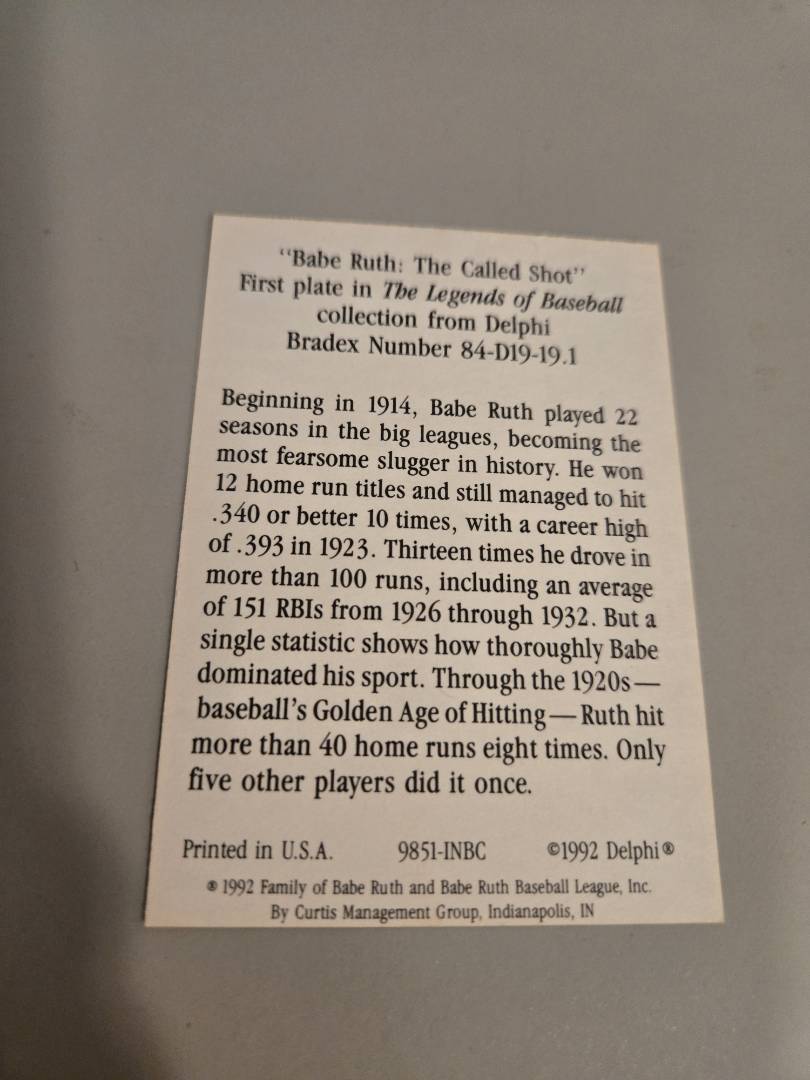 “Babe Ruth: The Called Shot”
First plate in The Legends of Baseball
collection from Delphi
Bradex Number 84-D19-19.1
Beginning in 1914, Babe Ruth played 22
seasons in the big leagues, becoming the
most fearsome slugger in history. He won
12 home run titles and still managed to hit
.340 or better 10 times, with a career high
of .393 in 1923. Thirteen times he drove in
more than 100 runs, including an average
of 151 RBIs from 1926 through 1932. But a
single statistic shows how thoroughly Babe
dominated his sport. Through the 1920s—
baseball’s Golden Age of Hitting—Ruth hit
more than 40 home runs eight times. Only
five other players did it once.
Printed in U.S.A. 9851-INBC ©1992 Delphi®
® 1992 Family of Babe Ruth and Babe Ruth Baseball League, Inc.
By Curtis Management Group, Indianapolis, IN